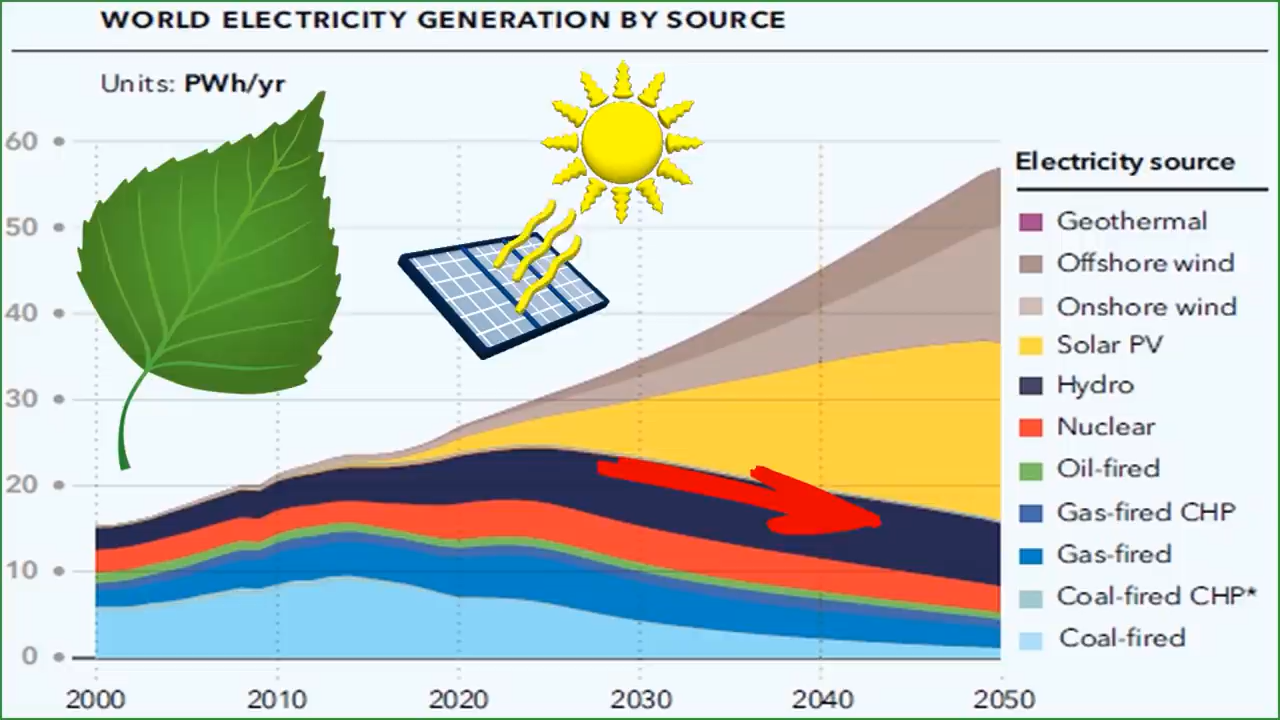 WORLD ELECTRICITY GENERATION BY SOURCE
Units: PWh/yr
60
50
40
30
20
10
0
2000 2010 2020 2030 2040 2050
Electricity source
Geothermal
Offshore wind
Onshore wind
Solar PV
Hydro
Nuclear
Oil-fired
Gas-fired CHP
Gas-fired
Coal-fired CHP*
Coal-fired